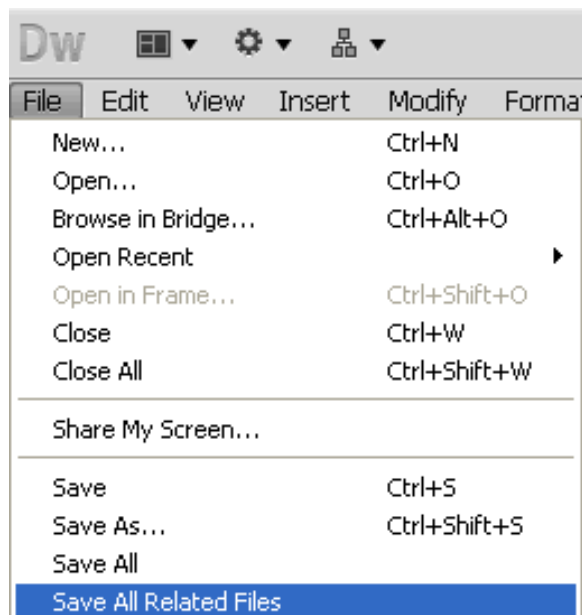 Dw
File Edit View Insert Modify Forma
New... Ctrl+N
Open... Ctrl+O
Browse in Bridge... Ctrl+Alt+O
Open Recent
Open in Frame... Ctrl+Shift+O
Close Ctrl+W
Close All Ctrl+Shift+W
Share My Screen...
Save Ctrl+S
Save As... Ctrl+Shift+S
Save All
Save All Related Files